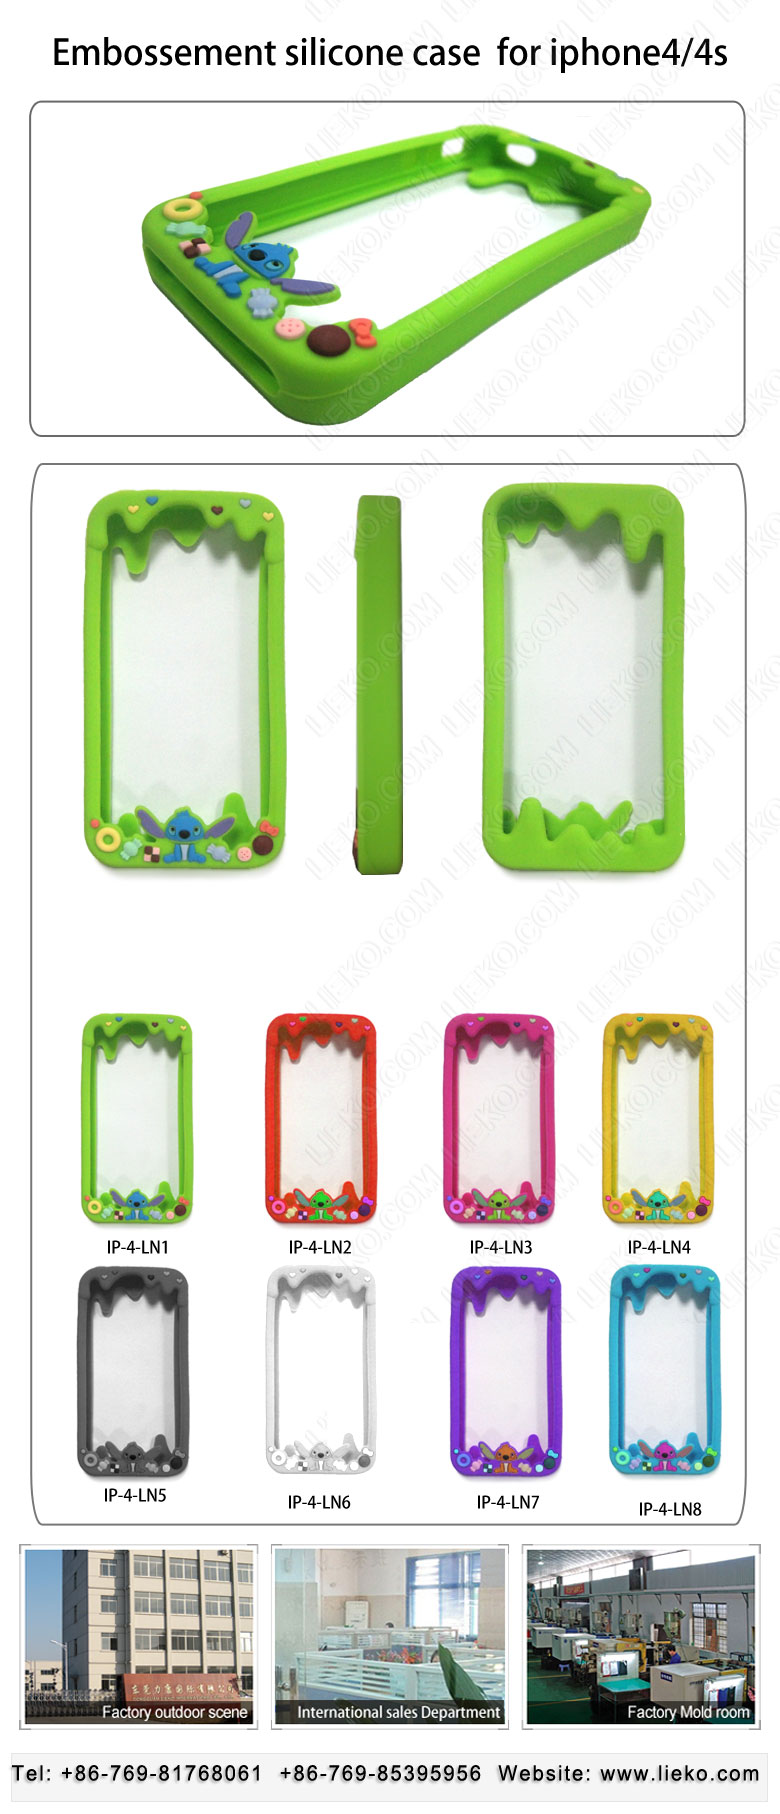 Embossement silicone case for iphone4/4s
LIEKO.COM
IP-4-LN1 IP-4-LN2 IP-4-LN3 IP-4-LN4
IP-4-LN5 IP-4-LN6 IP-4-LN7 IP-4-LN8
Factory outdoor scene
International sales Department
Factory Mold room
Tel: +86-769-81768061 +86-769-85395956 Website: www.lieko.com